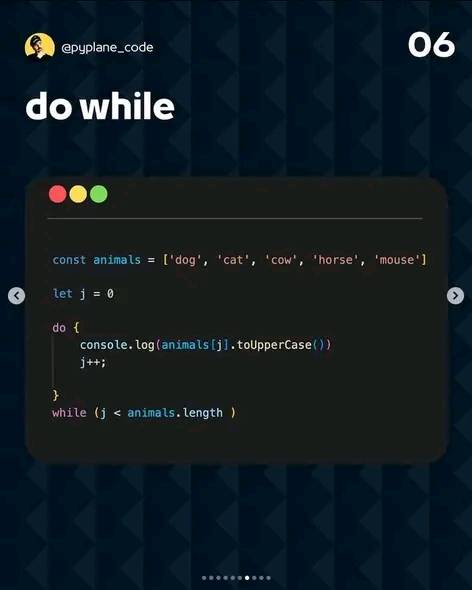 @pyplane_code
06
do while
const animals = ['dog', 'cat', 'cow', 'horse', 'mouse']
let j = 0
do {
console.log(animals[j].toUpperCase())
j++;
}
while (j < animals.length )